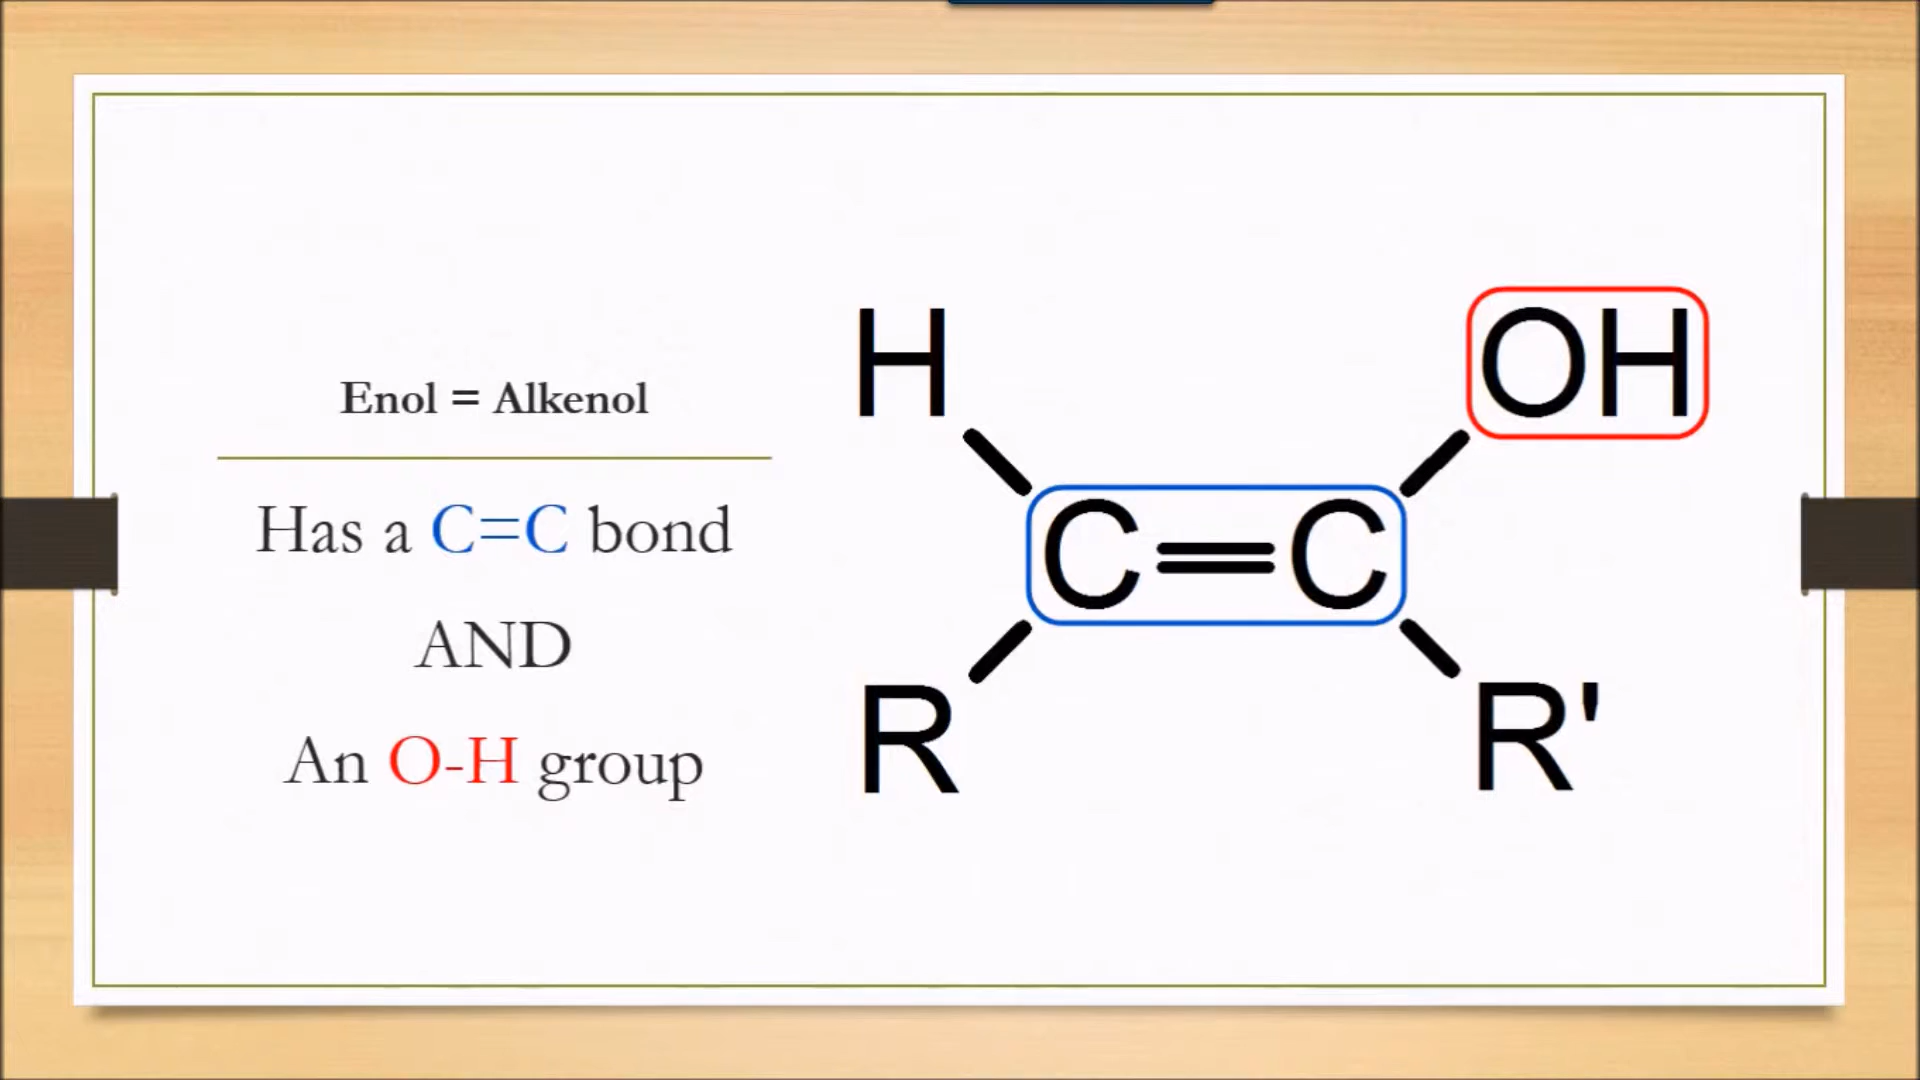 Enol = Alkenol
Has a C=C bond
AND
An O-H group
H
OH
C=C
R
R'